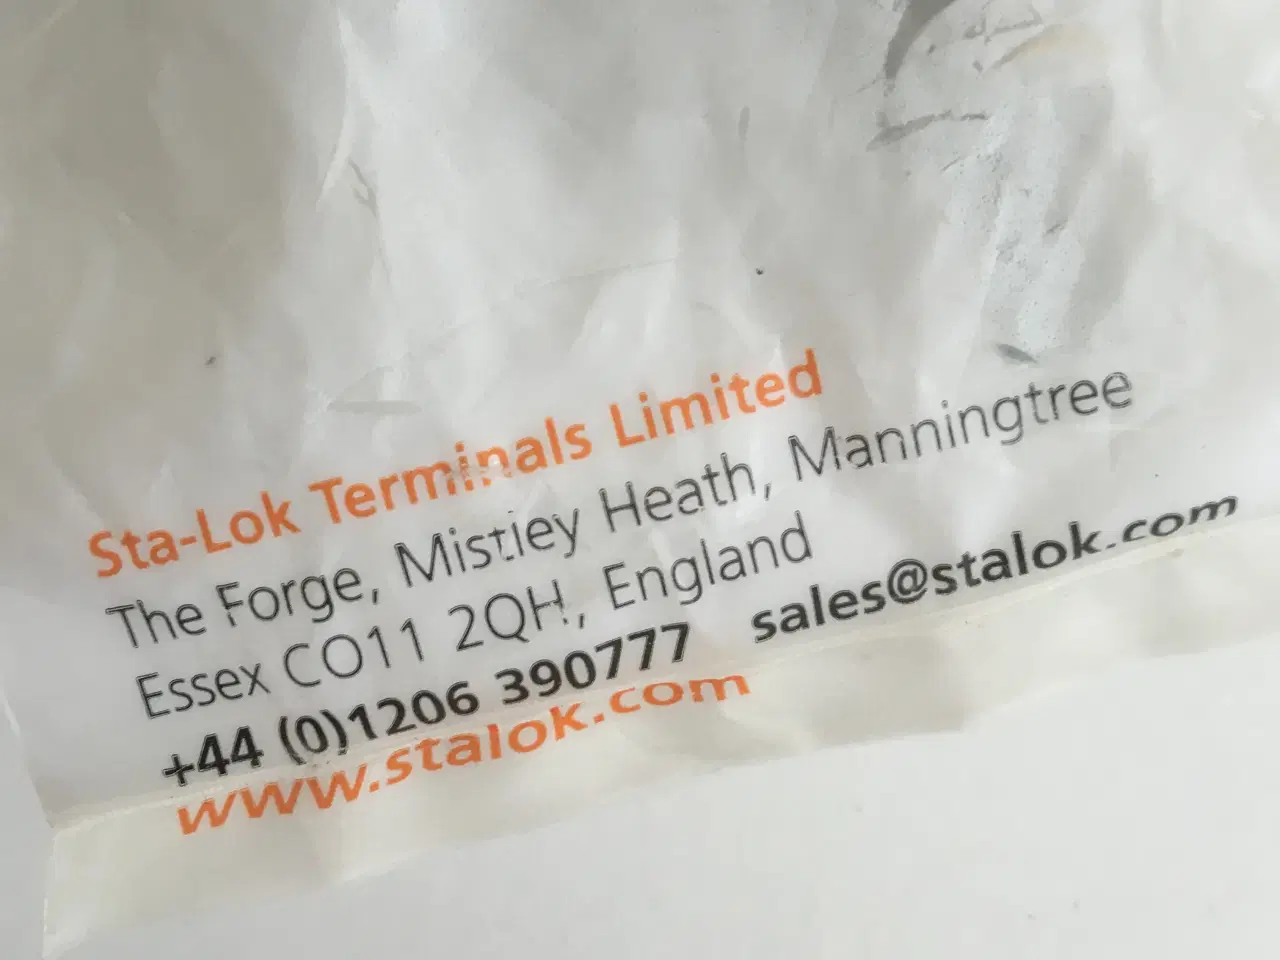 Sta-Lok Terminals Limited
The Forge, Mistley Heath, Manningtree
Essex CO11 2QH, England
+44 (0)1206 390777 sales@stalok.com
www.stalok.com